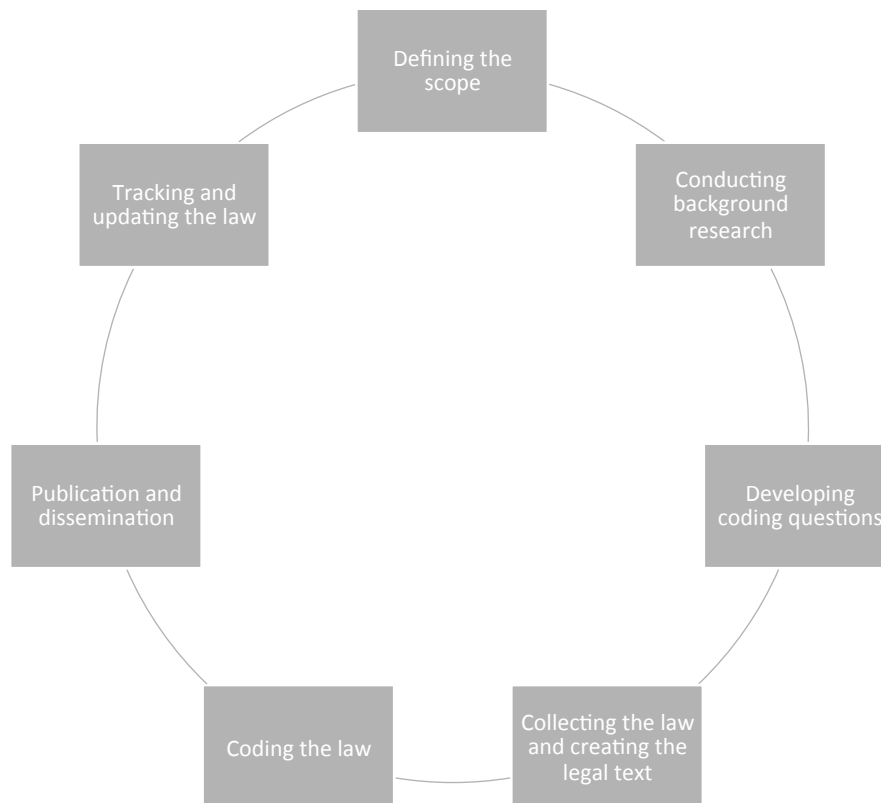 Defining the
scope
Conducting
background
research
Developing
coding questions
Collecting the law
and creating the
legal text
Coding the law
Publication and
dissemination
Tracking and
updating the law